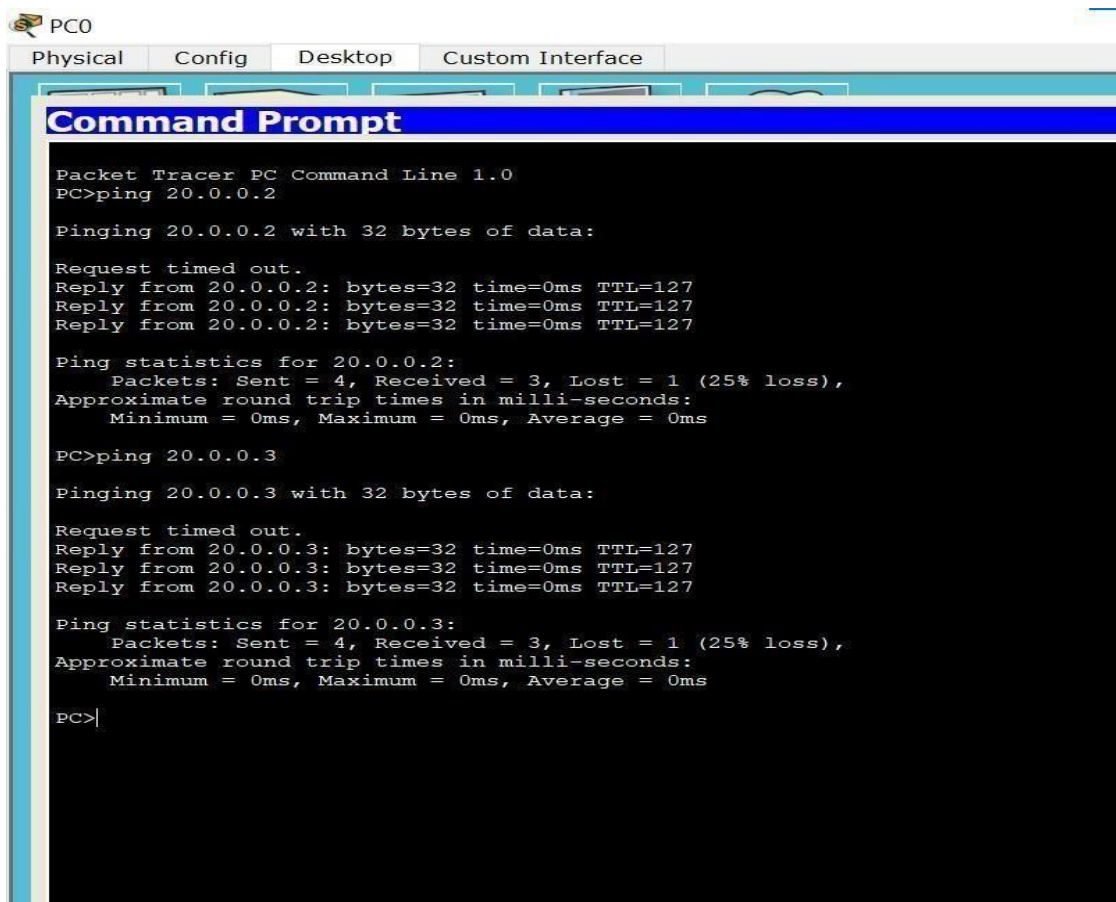 PC0
Physical Config Desktop Custom Interface
Command Prompt
Packet Tracer PC Command Line 1.0
PC>ping 20.0.0.2
Pinging 20.0.0.2 with 32 bytes of data:
Request timed out.
Reply from 20.0.0.2: bytes=32 time=0ms TTL=127
Reply from 20.0.0.2: bytes=32 time=0ms TTL=127
Reply from 20.0.0.2: bytes=32 time=0ms TTL=127
Ping statistics for 20.0.0.2:
Packets: Sent = 4, Received = 3, Lost = 1 (25% loss),
Approximate round trip times in milli-seconds:
Minimum = 0ms, Maximum = 0ms, Average = 0ms
PC>ping 20.0.0.3
Pinging 20.0.0.3 with 32 bytes of data:
Request timed out.
Reply from 20.0.0.3: bytes=32 time=0ms TTL=127
Reply from 20.0.0.3: bytes=32 time=0ms TTL=127
Reply from 20.0.0.3: bytes=32 time=0ms TTL=127
Ping statistics for 20.0.0.3:
Packets: Sent = 4, Received = 3, Lost = 1 (25% loss),
Approximate round trip times in milli-seconds:
Minimum = 0ms, Maximum = 0ms, Average = 0ms
PC>